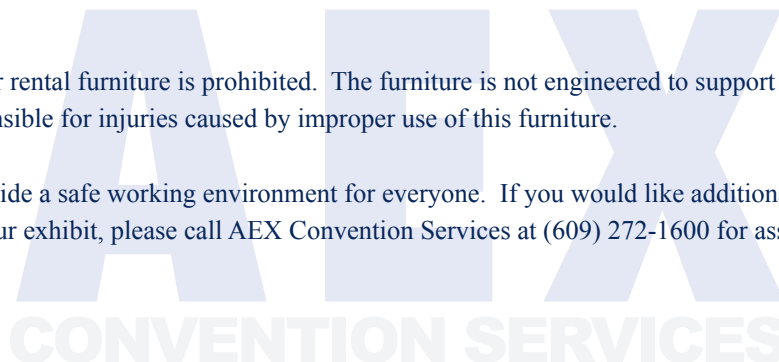 r rental furniture is prohibited. The furniture is not engineered to support
nsible for injuries caused by improper use of this furniture.
ide a safe working environment for everyone. If you would like addition
ur exhibit, please call AEX Convention Services at (609) 272-1600 for ass
AEX
CONVENTION SERVICES